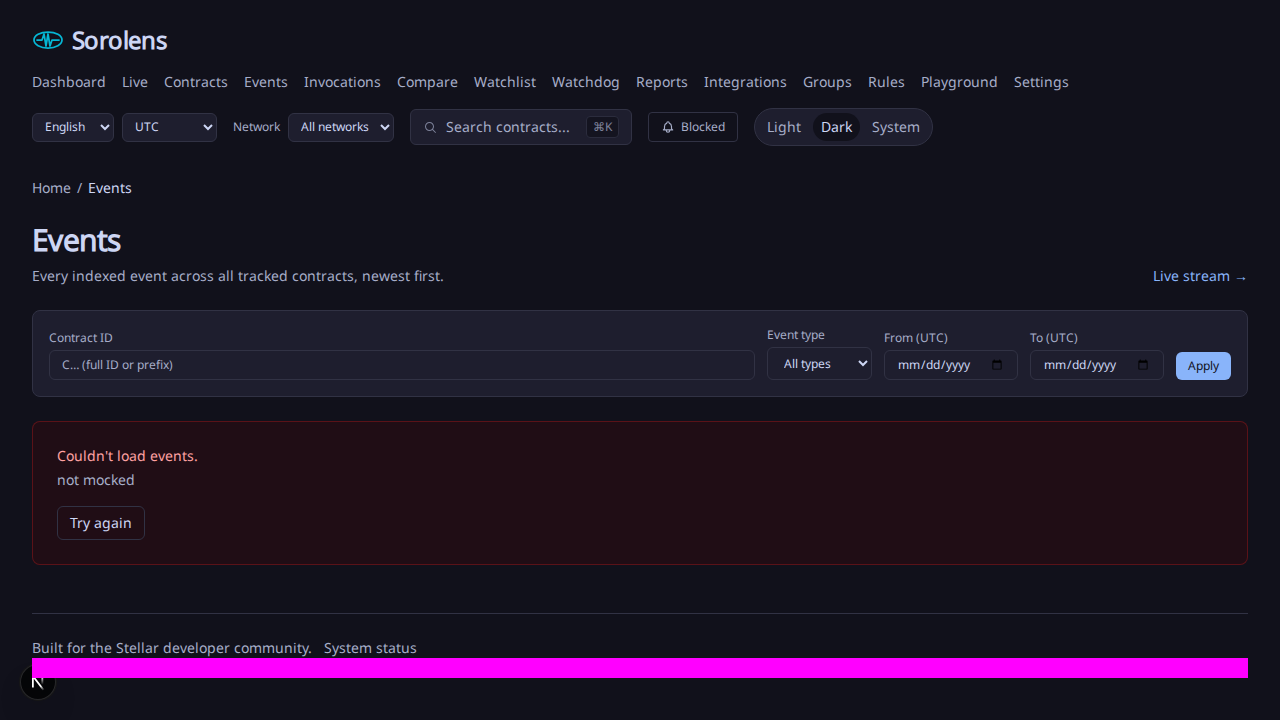 Sorolens
Dashboard Live Contracts Events Invocations Compare Watchlist Watchdog Reports Integrations Groups Rules Playground Settings
English UTC Network All networks Search contracts... ⌘K Blocked Light Dark System
Home / Events
Events
Every indexed event across all tracked contracts, newest first. Live stream →
Contract ID Event type From (UTC) To (UTC)
C... (full ID or prefix) All types mm/dd/yyyy mm/dd/yyyy Apply
Couldn't load events.
not mocked
Try again
Built for the Stellar developer community. System status